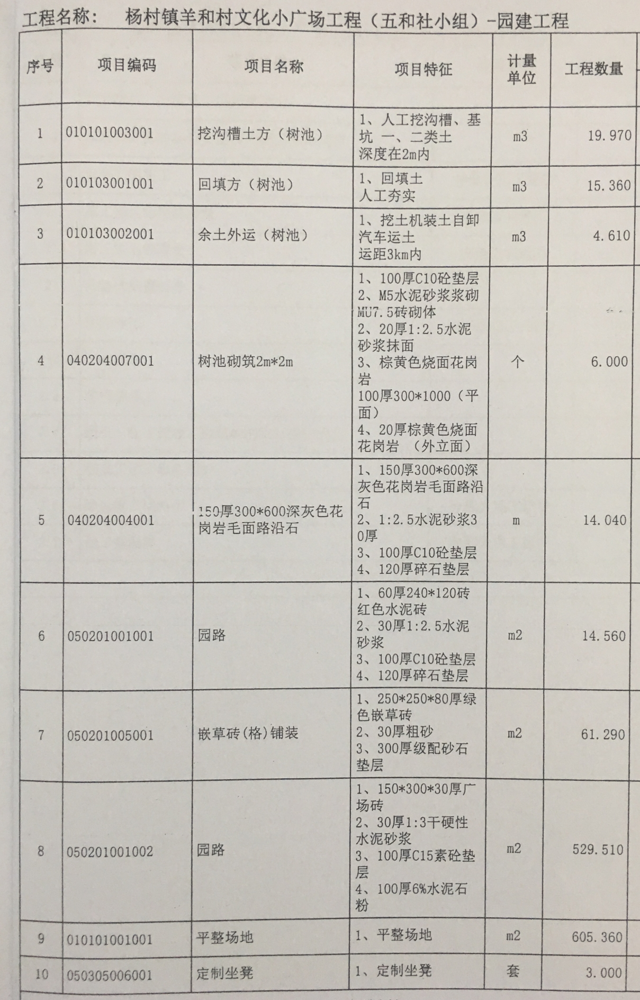 工程名称: 杨村镇羊和村文化小广场工程（五和社小组）-园建工程
序号
项目编码
项目名称
项目特征
计量
单位
工程数量
1
010101003001
挖沟槽土方（树池）
1、人工挖沟槽、基
坑 一、二类土
深度在2m内
m3
19.970
2
010103001001
回填方（树池）
1、回填土
人工夯实
m3
15.360
3
010103002001
余土外运（树池）
1、挖土机装土自卸
汽车运土
运距3km内
m3
4.610
4
040204007001
树池砌筑2m*2m
1、100厚C10砼垫层
2、M5水泥砂浆浆砌
MU7.5砖砌体
2、20厚1:2.5水泥
砂浆抹面
3、棕黄色烧面花岗
岩
100厚300*1000（平
面）
4、20厚棕黄色烧面
花岗岩 （外立面）
个
6.000
5
040204004001
150厚300*600深灰色花
岗岩毛面路沿石
1、150厚300*600深
灰色花岗岩毛面路沿
石
2、1:2.5水泥砂浆3
0厚
3、100厚C10砼垫层
4、120厚碎石垫层
m
14.040
6
050201001001
园路
1、60厚240*120砖
红色水泥砖
2、30厚1:2.5水泥
砂浆
3、100厚C10砼垫层
4、120厚碎石垫层
m2
14.560
7
050201005001
嵌草砖(格)铺装
1、250*250*80厚绿
色嵌草砖
2、30厚粗砂
3、300厚级配砂石
垫层
m2
61.290
8
050201001002
园路
1、150*300*30厚广
场砖
2、30厚1:3干硬性
水泥砂浆
3、100厚C15素砼垫
层
4、100厚6%水泥石
粉
m2
529.510
9
010101001001
平整场地
1、平整场地
m2
605.360
10
050305006001
定制坐凳
1、定制坐凳
套
3.000